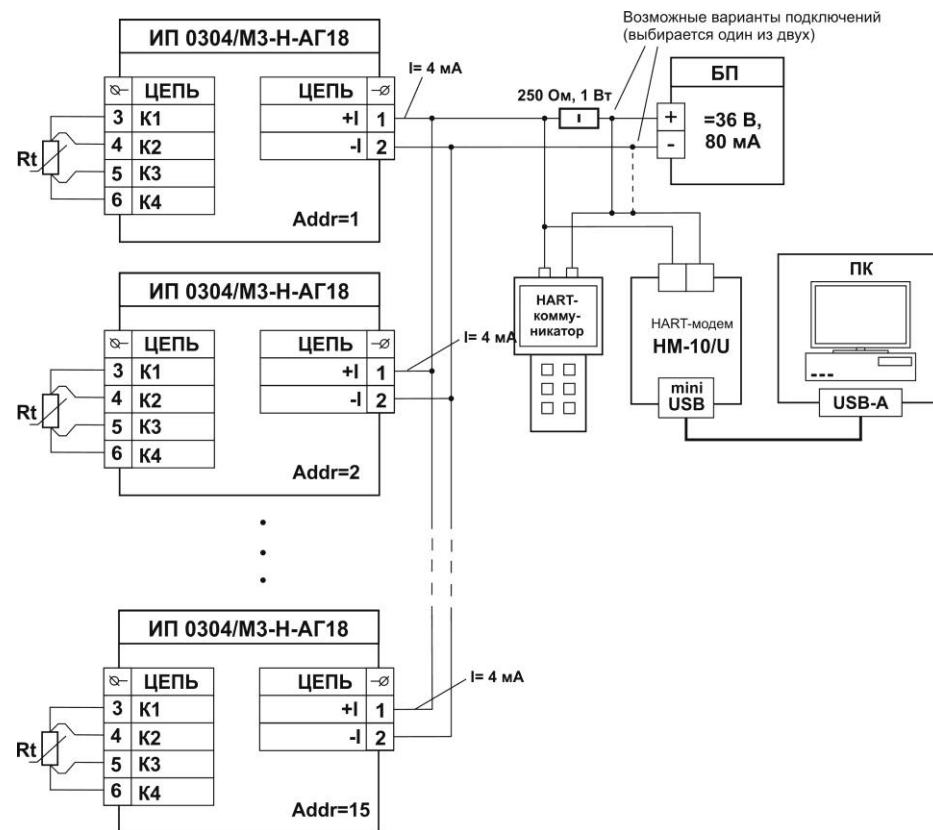 Возможные варианты подключений
(выбирается один из двух)
ИП 0304/М3-Н-АГ18
ЦЕПЬ
3 К1
4 К2
5 К3
6 К4
Rt
ЦЕПЬ
+I 1
-I 2
Addr=1
I= 4 мА
250 Ом, 1 Вт
БП
+
-
=36 В,
80 мА
ИП 0304/М3-Н-АГ18
ЦЕПЬ
3 К1
4 К2
5 К3
6 К4
Rt
ЦЕПЬ
+I 1
-I 2
Addr=2
I= 4 мА
HART-
комму-
никатор
HART-модем
HM-10/U
mini
USB
ПК
USB-A
ИП 0304/М3-Н-АГ18
ЦЕПЬ
3 К1
4 К2
5 К3
6 К4
Rt
ЦЕПЬ
+I 1
-I 2
Addr=15
I= 4 мА